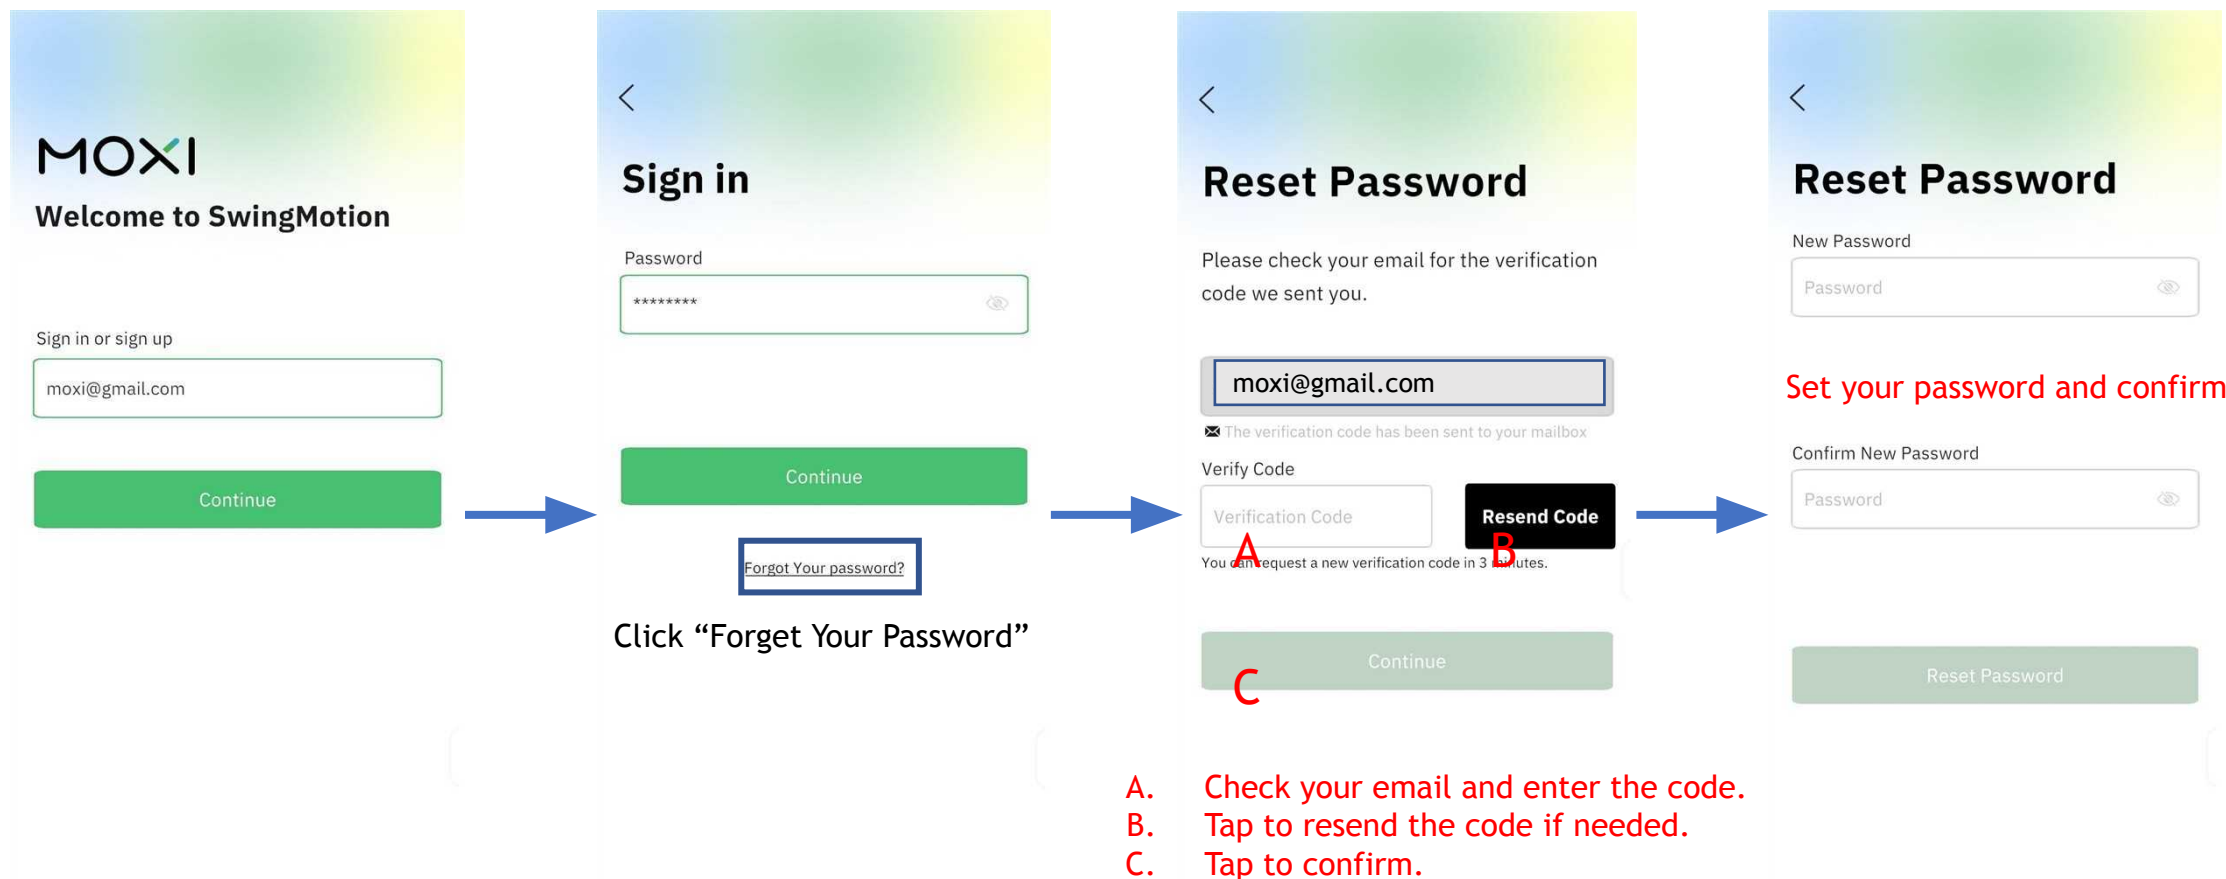 MOXI
Welcome to SwingMotion
Sign in or sign up
moxi@gmail.com
Continue
Sign in
Password
********
Continue
Forgot Your password?
Click “Forget Your Password”
Reset Password
Please check your email for the verification
code we sent you.
moxi@gmail.com
The verification code has been sent to your mailbox
Verify Code
Verification Code
Resend Code
A
B
You can request a new verification code in 3 minutes.
Continue
C
A. Check your email and enter the code.
B. Tap to resend the code if needed.
C. Tap to confirm.
Reset Password
New Password
Password
Set your password and confirm
Confirm New Password
Password
Reset Password